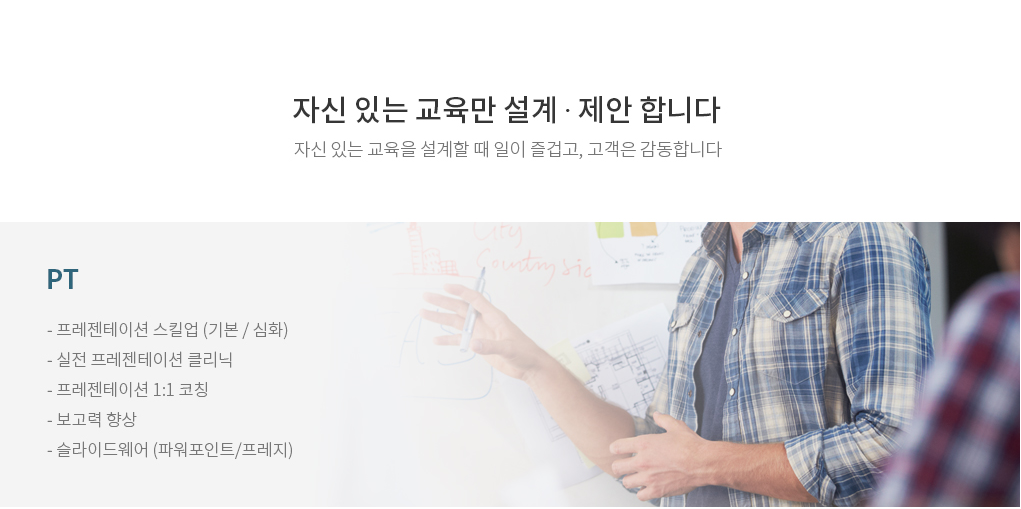 자신 있는 교육만 설계 · 제안 합니다
자신 있는 교육을 설계할 때 일이 즐겁고, 고객은 감동합니다
PT
- 프레젠테이션 스킬업 (기본 / 심화)
- 실전 프레젠테이션 클리닉
- 프레젠테이션 1:1 코칭
- 보고력 향상
- 슬라이드웨어 (파워포인트/프레지)
City
Country sic